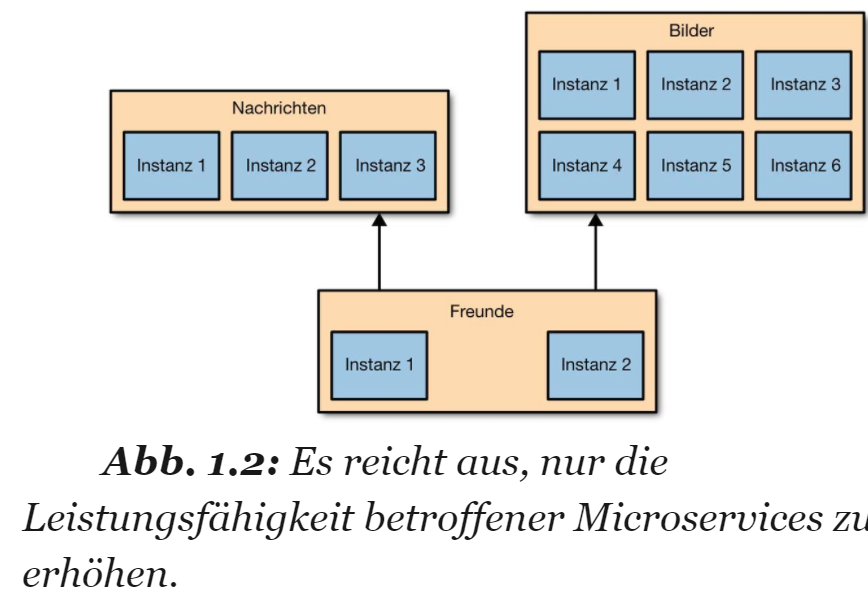 Bilder
Instanz 1 Instanz 2 Instanz 3
Instanz 4 Instanz 5 Instanz 6
Nachrichten
Instanz 1 Instanz 2 Instanz 3
Freunde
Instanz 1 Instanz 2
Abb. 1.2: Es reicht aus, nur die
Leistungsfähigkeit betroffener Microservices zu
erhöhen.